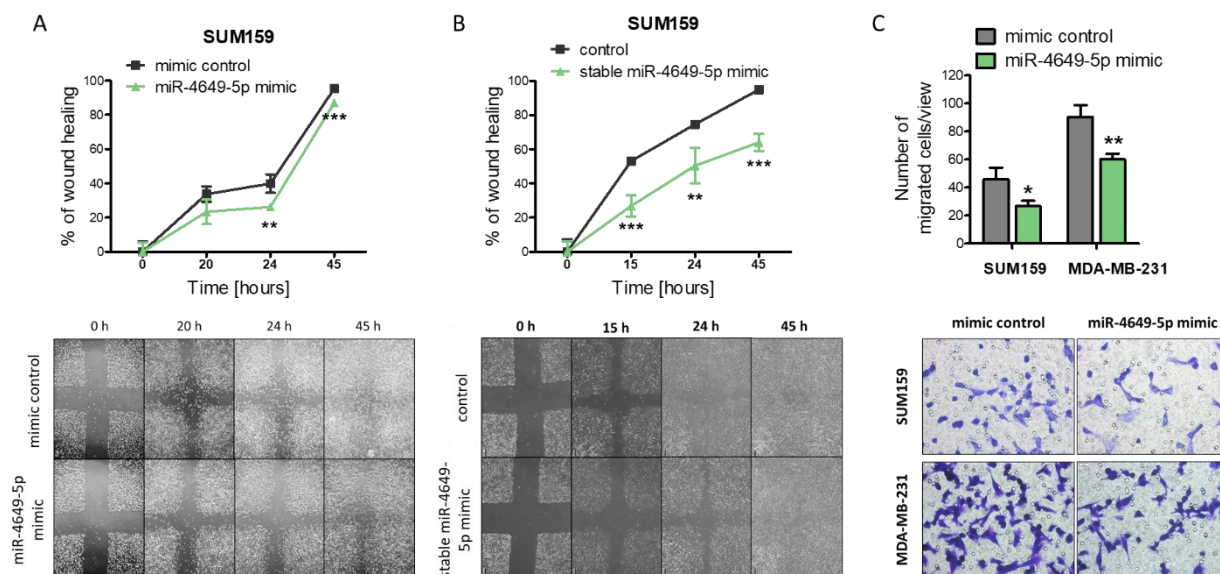 A
SUM159
mimic control
miR-4649-5p mimic
% of wound healing
100
80
60
40
20
0
**
***
0
20
24
45
Time [hours]
0 h
20 h
24 h
45 h
mimic control
miR-4649-5p
mimic
B
SUM159
control
stable miR-4649-5p mimic
% of wound healing
100
80
60
40
20
0
***
**
***
0
15
24
45
Time [hours]
0 h
15 h
24 h
45 h
control
stable miR-4649-
5p mimic
C
mimic control
miR-4649-5p mimic
Number of
migrated cells/view
120
100
80
60
40
20
0
*
**
SUM159
MDA-MB-231
mimic control
miR-4649-5p mimic
SUM159
MDA-MB-231